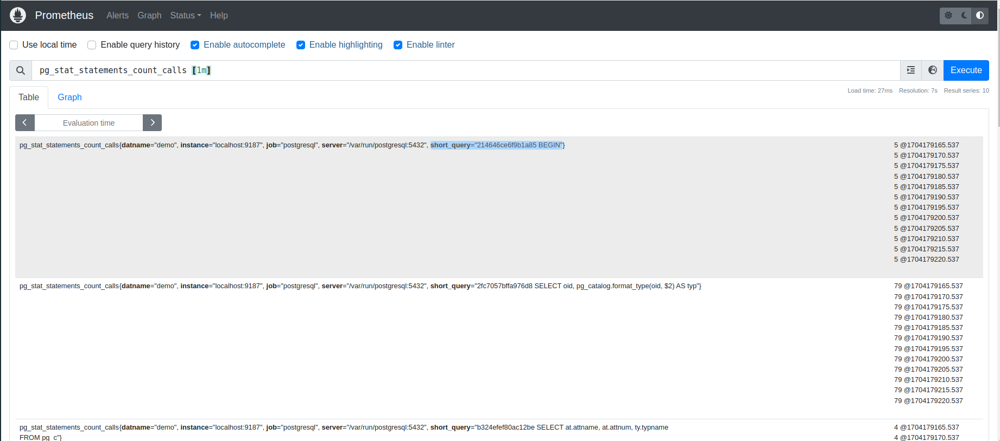 Prometheus Alerts Graph Status Help
Use local time Enable query history Enable autocomplete Enable highlighting Enable linter
pg_stat_statements_count_calls [1m] Execute
Table Graph Load time: 27ms Resolution: 7s Result series: 10
Evaluation time
pg_stat_statements_count_calls{datname="demo", instance="localhost:9187", job="postgresql", server="/var/run/postgresql:5432", short_query="214646ce6f9b1a85 BEGIN"} 5 @1704179165.537
5 @1704179170.537
5 @1704179175.537
5 @1704179180.537
5 @1704179185.537
5 @1704179190.537
5 @1704179195.537
5 @1704179200.537
5 @1704179205.537
5 @1704179210.537
5 @1704179215.537
5 @1704179220.537
pg_stat_statements_count_calls{datname="demo", instance="localhost:9187", job="postgresql", server="/var/run/postgresql:5432", short_query="2fc7057bffa976d8 SELECT oid, pg_catalog.format_type(oid, $2) AS typ"} 79 @1704179165.537
79 @1704179170.537
79 @1704179175.537
79 @1704179180.537
79 @1704179185.537
79 @1704179190.537
79 @1704179195.537
79 @1704179200.537
79 @1704179205.537
79 @1704179210.537
79 @1704179215.537
79 @1704179220.537
pg_stat_statements_count_calls{datname="demo", instance="localhost:9187", job="postgresql", server="/var/run/postgresql:5432", short_query="b324efef80ac12be SELECT at.attname, at.attnum, ty.typname 4 @1704179165.537
FROM pg_c"} 4 @1704179170.537